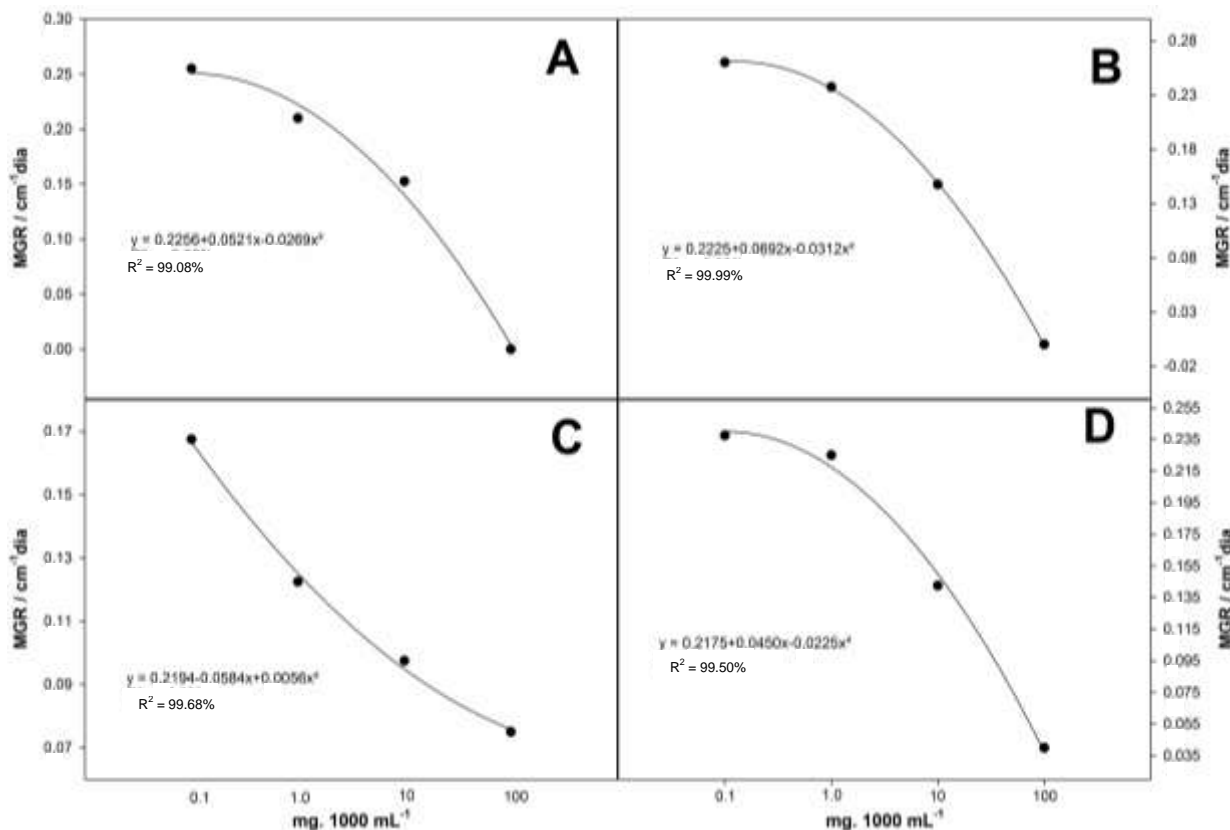 A
0.30
0.25
0.20
0.15
0.10
0.05
0.00
MGR / cm⁻¹dia
y = 0.2256+0.0521x-0.0269x²
R² = 99.08%
B
0.28
0.23
0.18
0.13
0.08
0.03
-0.02
MGR / cm⁻¹dia
y = 0.2225+0.0692x-0.0312x²
R² = 99.99%
C
0.17
0.15
0.13
0.11
0.09
0.07
MGR / cm⁻¹dia
y = 0.2194-0.0584x+0.0056x²
R² = 99.68%
0.1 1.0 10 100
mg. 1000 mL⁻¹
D
0.255
0.235
0.215
0.195
0.175
0.155
0.135
0.115
0.095
0.075
0.055
0.035
MGR / cm⁻¹dia
y = 0.2175+0.0450x-0.0225x²
R² = 99.50%
0.1 1.0 10 100
mg. 1000 mL⁻¹